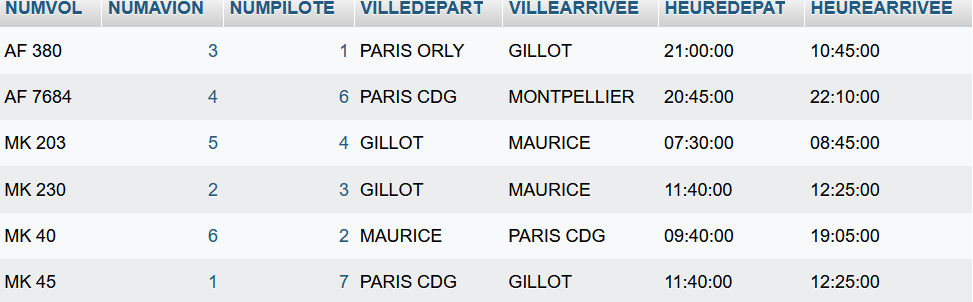 NUMVOL NUMAVION NUMPILOTE VILLEDEPART VILLEARRIVEE HEUREDEPAT HEUREARRIVEE
AF 380 3 1 PARIS ORLY GILLOT 21:00:00 10:45:00
AF 7684 4 6 PARIS CDG MONTPELLIER 20:45:00 22:10:00
MK 203 5 4 GILLOT MAURICE 07:30:00 08:45:00
MK 230 2 3 GILLOT MAURICE 11:40:00 12:25:00
MK 40 6 2 MAURICE PARIS CDG 09:40:00 19:05:00
MK 45 1 7 PARIS CDG GILLOT 11:40:00 12:25:00